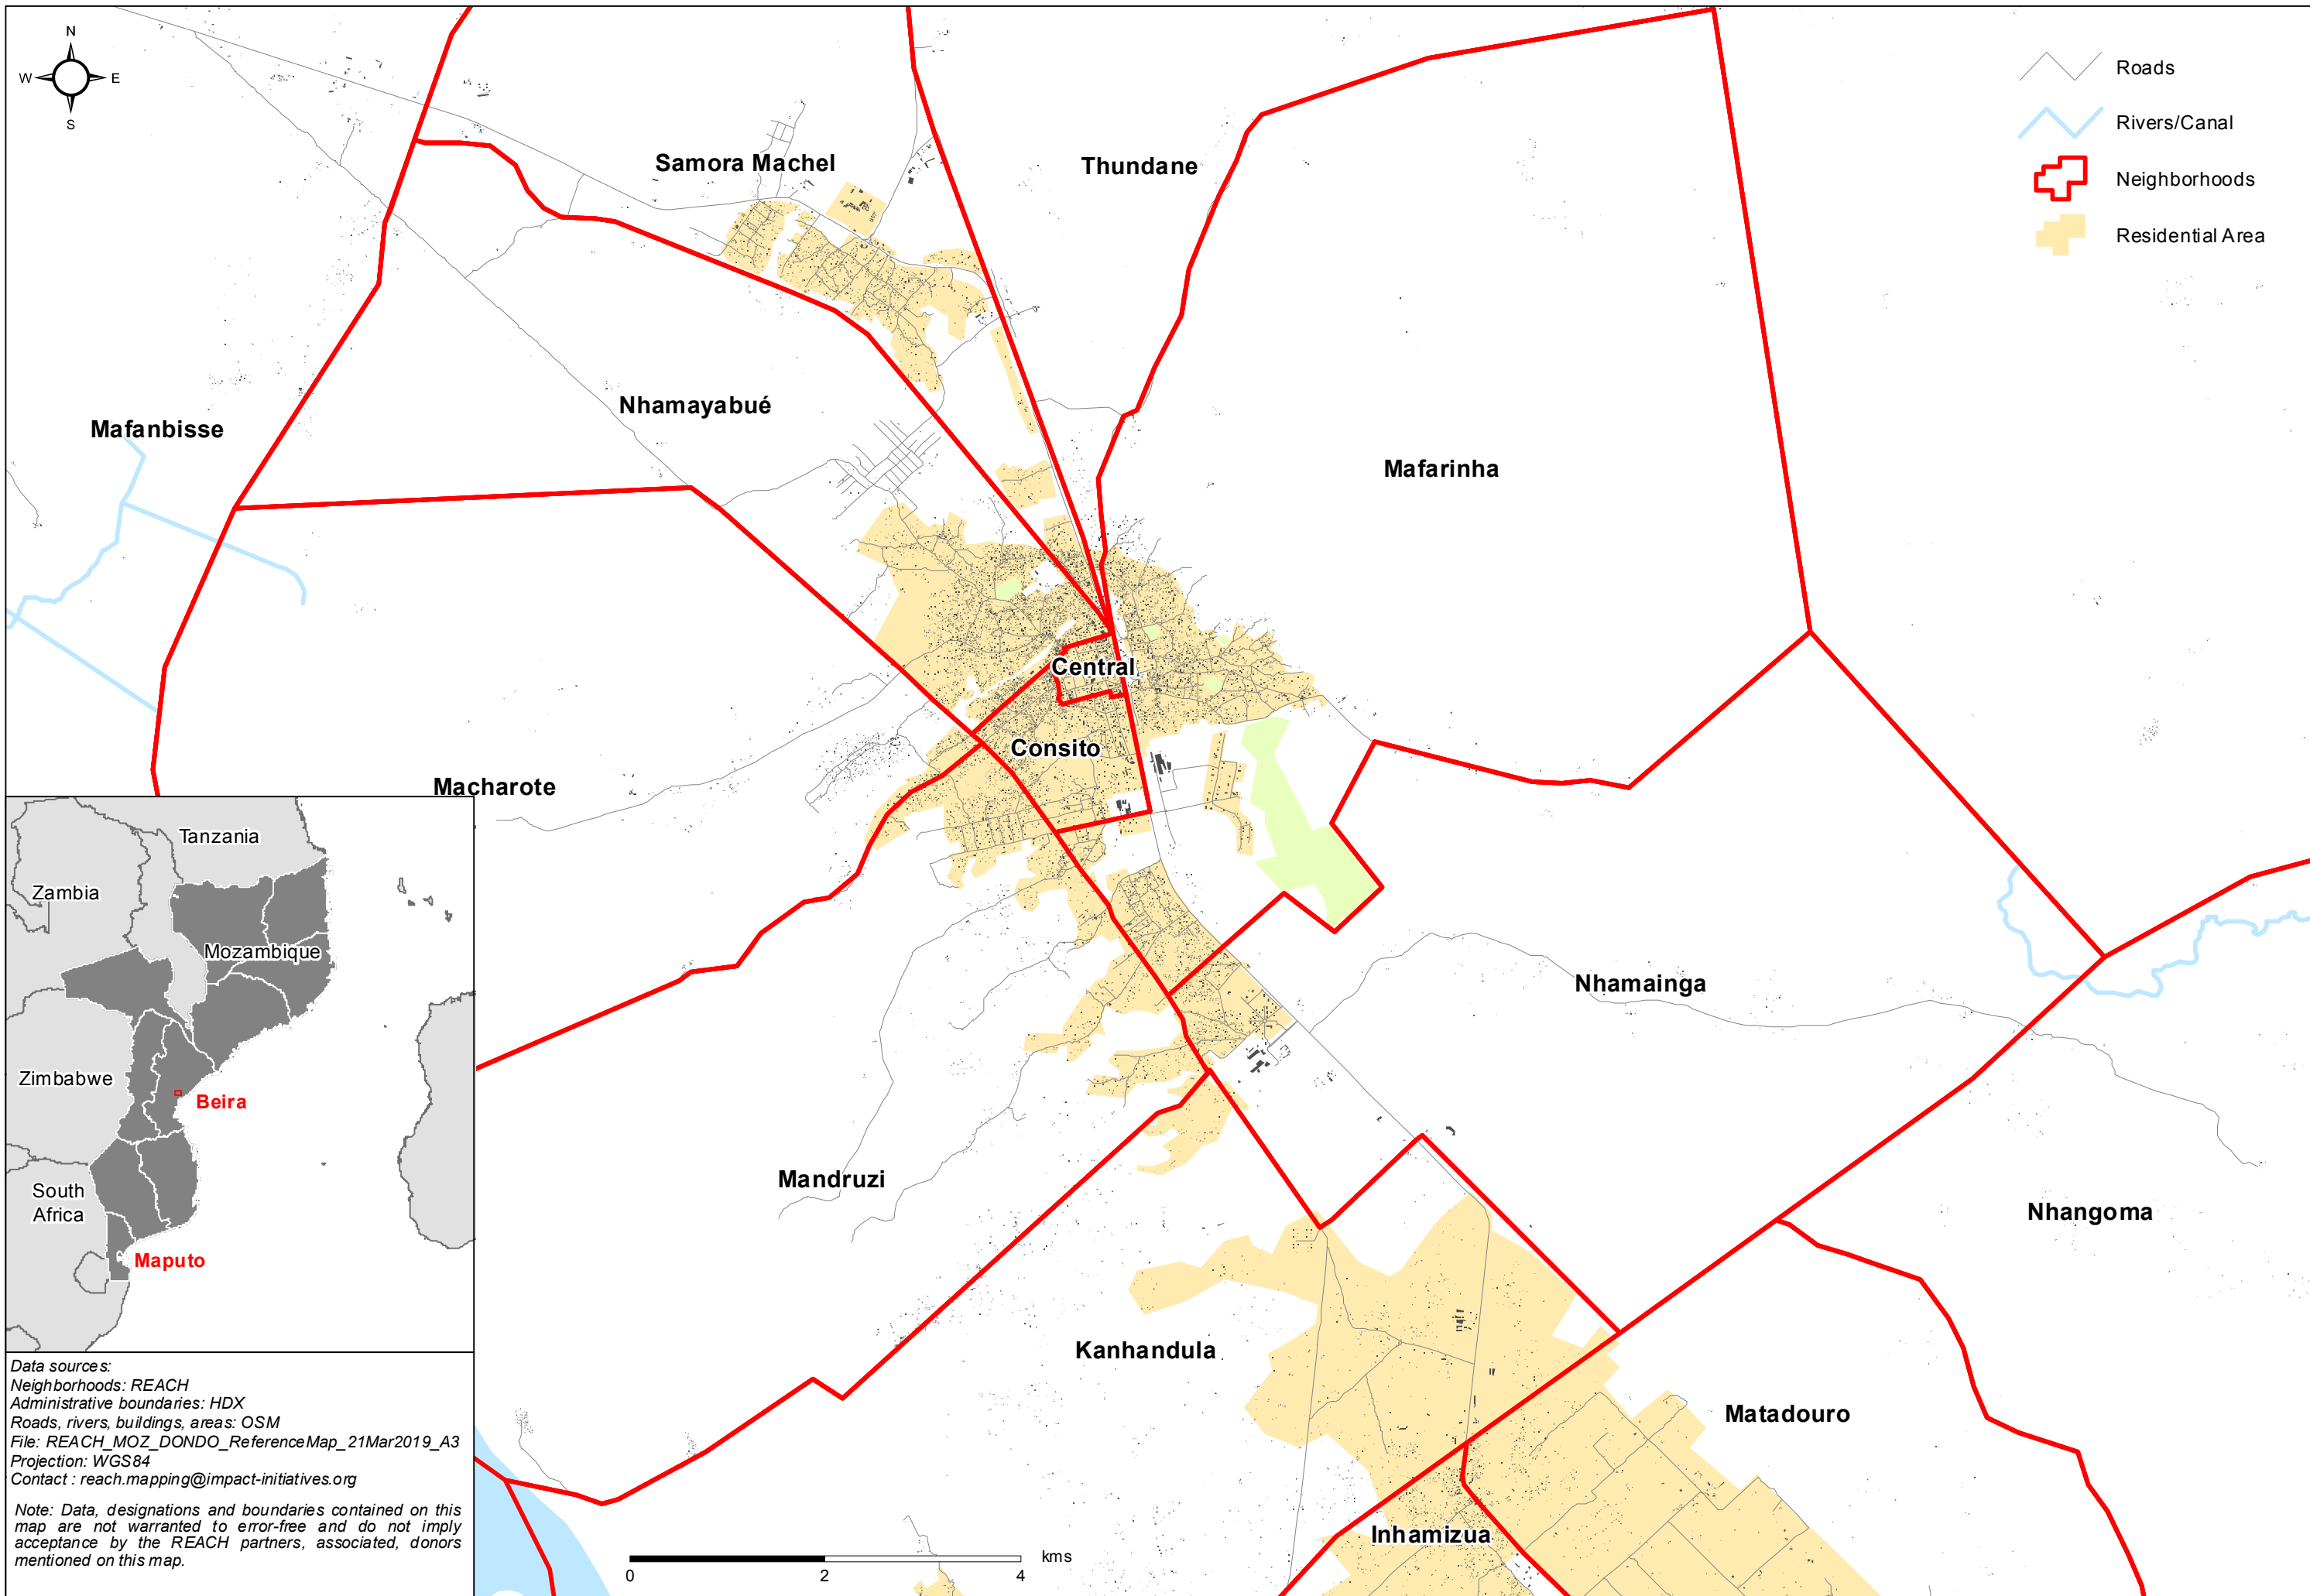 N
W
E
S
Roads
Rivers/Canal
Neighborhoods
Residential Area
Samora Machel
Thundane
Nhamayabué
Mafanbisse
Mafarinha
Central
Consito
Macharote
Nhamainga
Mandruzi
Nhangoma
Kanhandula
Matadouro
Inhamizua
Tanzania
Zambia
Mozambique
Zimbabwe
Beira
South
Africa
Maputo
Data sources:
Neighborhoods: REACH
Administrative boundaries: HDX
Roads, rivers, buildings, areas: OSM
File: REACH_MOZ_DONDO_ReferenceMap_21Mar2019_A3
Projection: WGS84
Contact : reach.mapping@impact-initiatives.org
Note: Data, designations and boundaries contained on this
map are not warranted to error-free and do not imply
acceptance by the REACH partners, associated, donors
mentioned on this map.
kms
0 2 4